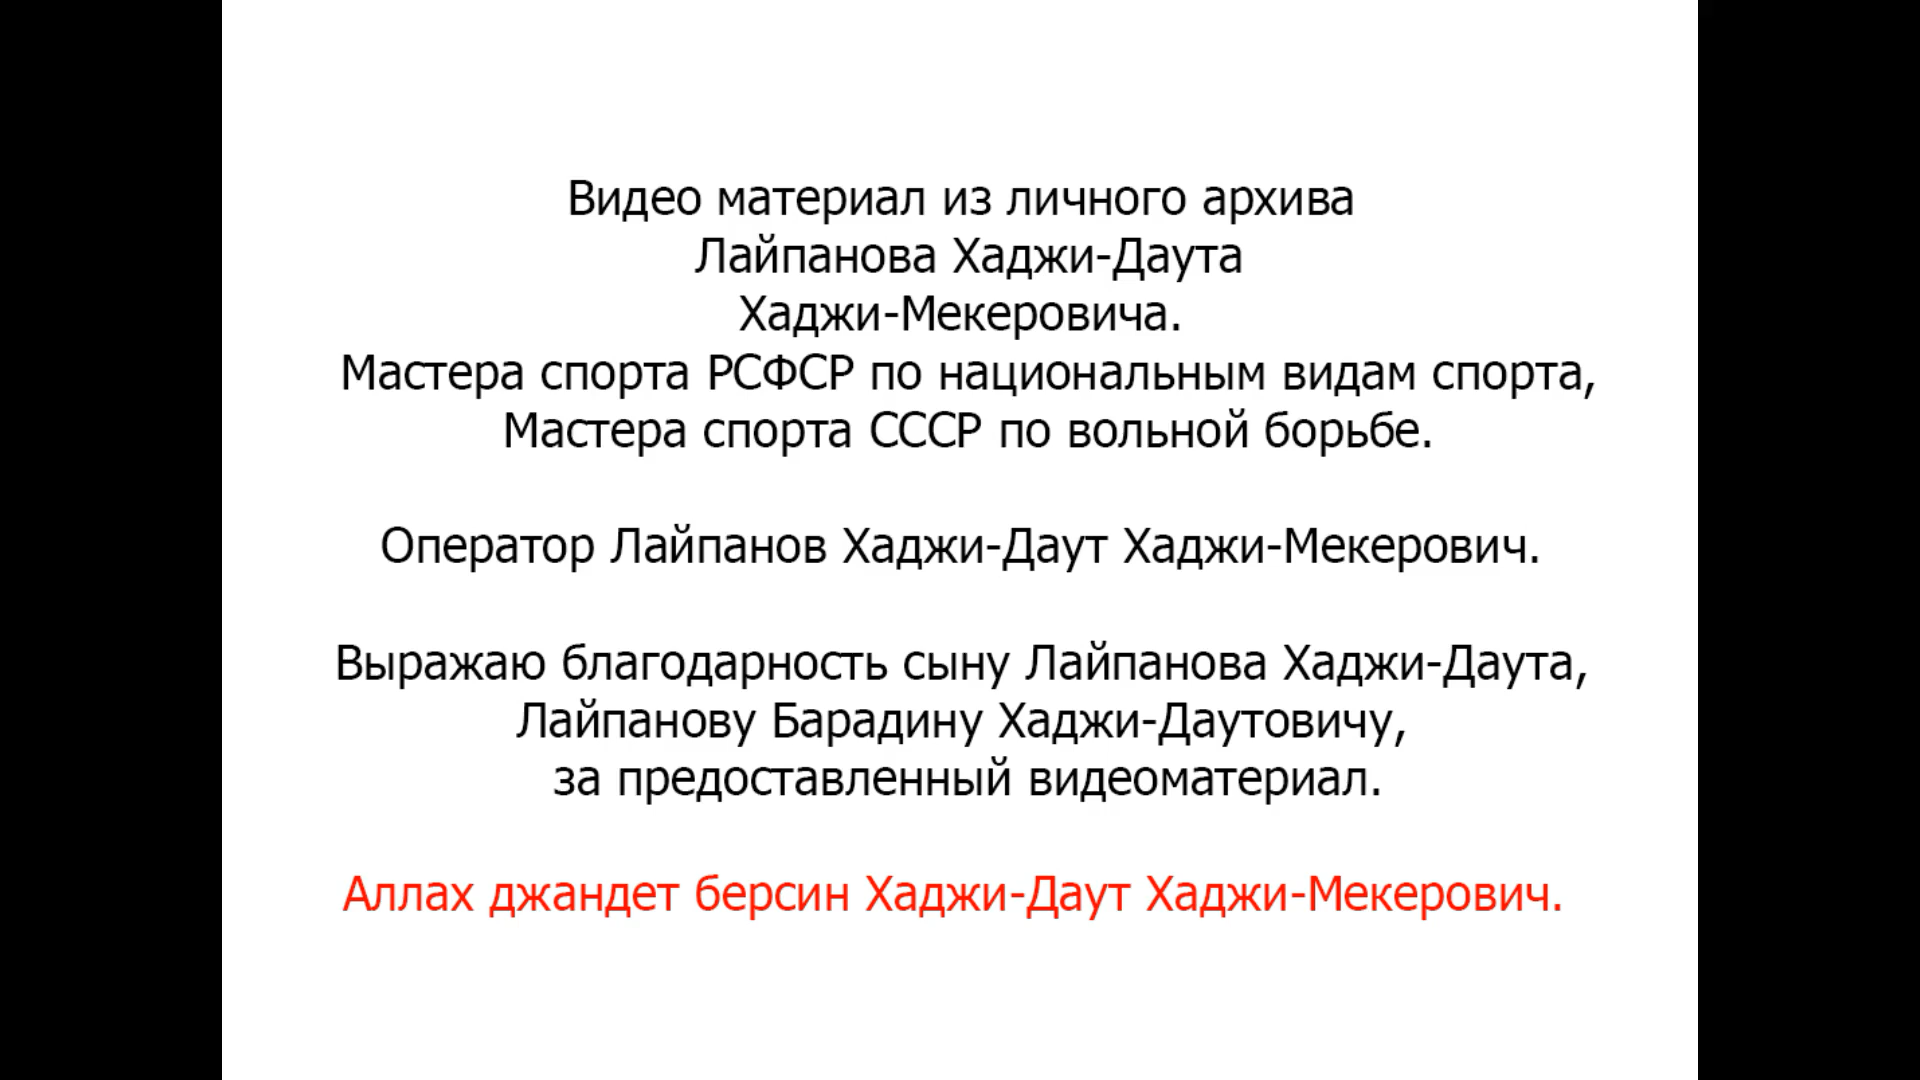 Видео материал из личного архива
Лайпанова Хаджи-Даута
Хаджи-Мекеровича.
Мастера спорта РСФСР по национальным видам спорта,
Мастера спорта СССР по вольной борьбе.
Оператор Лайпанов Хаджи-Даут Хаджи-Мекерович.
Выражаю благодарность сыну Лайпанова Хаджи-Даута,
Лайпанову Барадину Хаджи-Даутовичу,
за предоставленный видеоматериал.
Аллах джандет берсин Хаджи-Даут Хаджи-Мекерович.